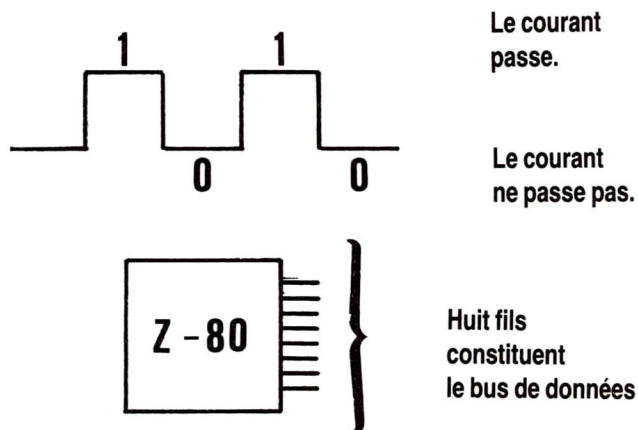 1 1
Le courant
passe.
0 0
Le courant
ne passe pas.
Z-80
Huit fils
constituent
le bus de données